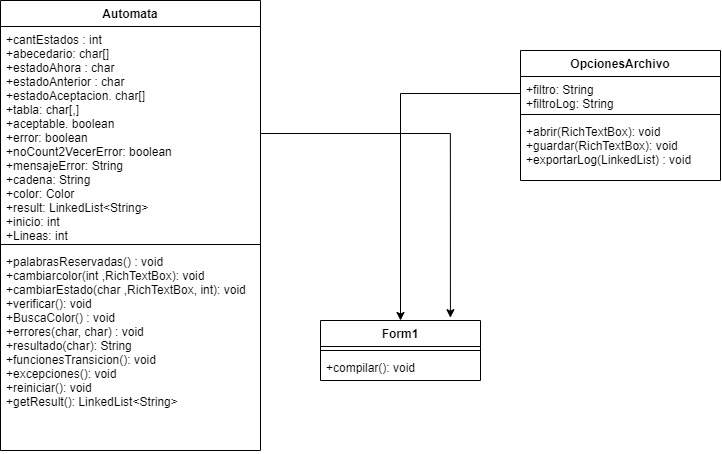 Automata
+cantEstados : int
+abecedario: char[]
+estadoAhora : char
+estadoAnterior : char
+estadoAceptacion. char[]
+tabla: char[,]
+aceptable. boolean
+error: boolean
+noCount2VecerError: boolean
+mensajeError: String
+cadena: String
+color: Color
+result: LinkedList<String>
+inicio: int
+Lineas: int
+palabrasReservadas() : void
+cambiarcolor(int ,RichTextBox): void
+cambiarEstado(char ,RichTextBox, int): void
+verificar(): void
+BuscaColor() : void
+errores(char, char) : void
+resultado(char): String
+funcionesTransicion(): void
+excepciones(): void
+reiniciar(): void
+getResult(): LinkedList<String>
OpcionesArchivo
+filtro: String
+filtroLog: String
+abrir(RichTextBox): void
+guardar(RichTextBox): void
+exportarLog(LinkedList) : void
Form1
+compilar(): void